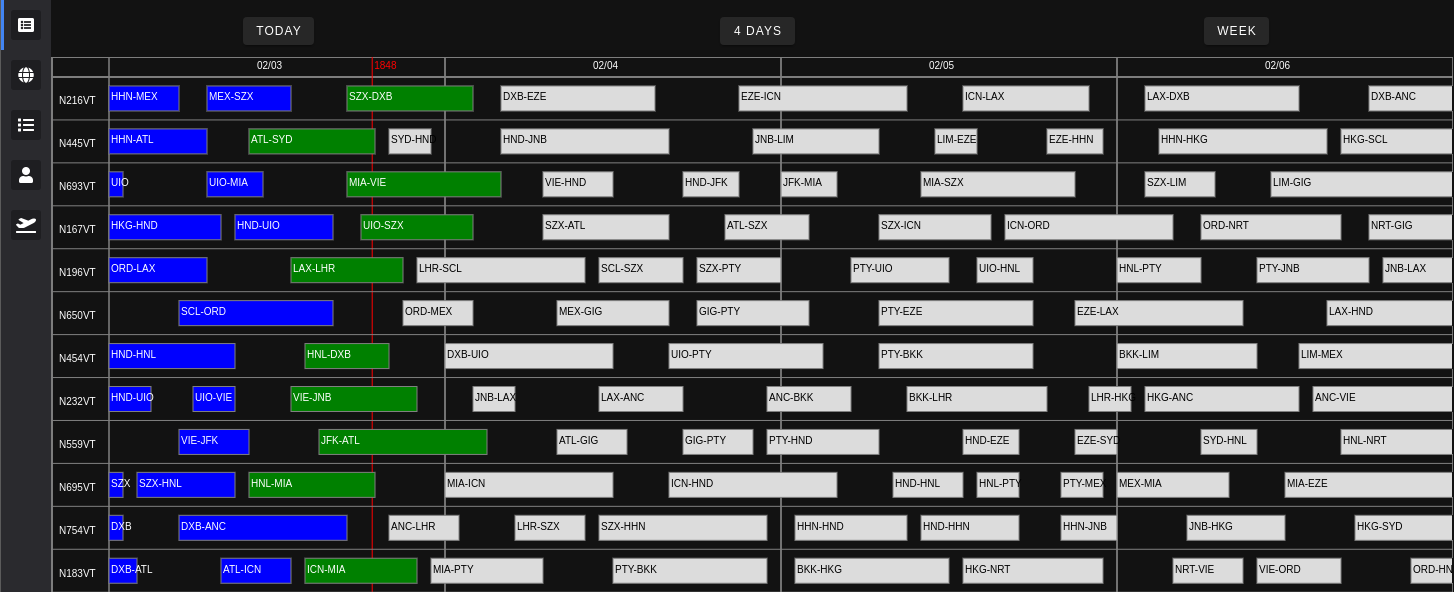 TODAY 4 DAYS WEEK
02/03 1848 02/04 02/05 02/06
N216VT HHN-MEX MEX-SZX SZX-DXB DXB-EZE EZE-ICN ICN-LAX LAX-DXB DXB-ANC
N445VT HHN-ATL ATL-SYD SYD-HND HND-JNB JNB-LIM LIM-EZE EZE-HHN HHN-HKG HKG-SCL
N693VT UIO UIO-MIA MIA-VIE VIE-HND HND-JFK JFK-MIA MIA-SZX SZX-LIM LIM-GIG
N167VT HKG-HND HND-UIO UIO-SZX SZX-ATL ATL-SZX SZX-ICN ICN-ORD ORD-NRT NRT-GIG
N196VT ORD-LAX LAX-LHR LHR-SCL SCL-SZX SZX-PTY PTY-UIO UIO-HNL HNL-PTY PTY-JNB JNB-LAX
N650VT SCL-ORD ORD-MEX MEX-GIG GIG-PTY PTY-EZE EZE-LAX LAX-HND
N454VT HND-HNL HNL-DXB DXB-UIO UIO-PTY PTY-BKK BKK-LIM LIM-MEX
N232VT HND-UIO UIO-VIE VIE-JNB JNB-LAX LAX-ANC ANC-BKK BKK-LHR LHR-HKG HKG-ANC ANC-VIE
N559VT VIE-JFK JFK-ATL ATL-GIG GIG-PTY PTY-HND HND-EZE EZE-SYD SYD-HNL HNL-NRT
N695VT SZX SZX-HNL HNL-MIA MIA-ICN ICN-HND HND-HNL HNL-PTY PTY-MEX MEX-MIA MIA-EZE
N754VT DXB DXB-ANC ANC-LHR LHR-SZX SZX-HHN HHN-HND HND-HHN HHN-JNB JNB-HKG HKG-SYD
N183VT DXB-ATL ATL-ICN ICN-MIA MIA-PTY PTY-BKK BKK-HKG HKG-NRT NRT-VIE VIE-ORD ORD-HN